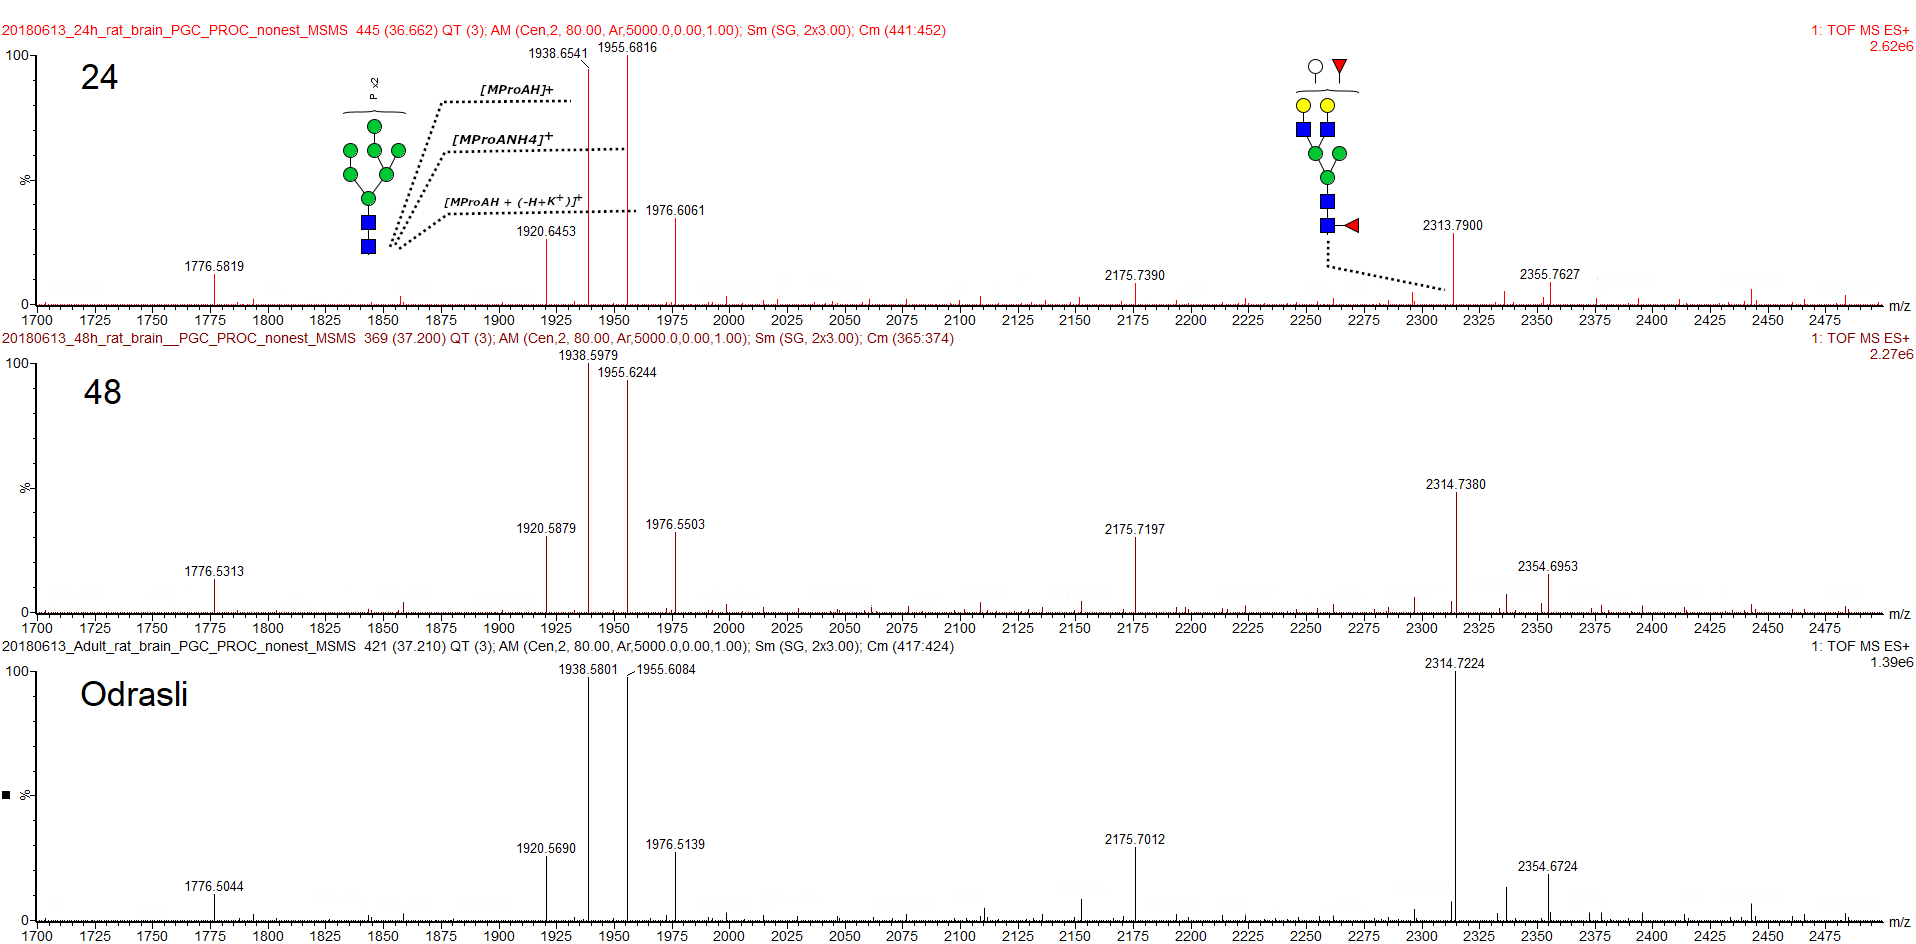 20180613_24h_rat_brain_PGC_PROC_nonest_MSMS 445 (36.662) QT (3); AM (Cen,2, 80.00, Ar,5000.0,0.00,1.00); Sm (SG, 2x3.00); Cm (441:452)
1: TOF MS ES+
2.62e6
100
24
P x2
[MProAH]+
[MProANH4]+
[MProAH + (-H+K+)]+
1938.6541
1955.6816
%
1776.5819
1920.6453
1976.6061
2175.7390
2313.7900
2355.7627
0
1700 1725 1750 1775 1800 1825 1850 1875 1900 1925 1950 1975 2000 2025 2050 2075 2100 2125 2150 2175 2200 2225 2250 2275 2300 2325 2350 2375 2400 2425 2450 2475 m/z
20180613_48h_rat_brain__PGC_PROC_nonest_MSMS 369 (37.200) QT (3); AM (Cen,2, 80.00, Ar,5000.0,0.00,1.00); Sm (SG, 2x3.00); Cm (365:374)
1: TOF MS ES+
2.27e6
100
48
1938.5979
1955.6244
%
1776.5313
1920.5879
1976.5503
2175.7197
2314.7380
2354.6953
0
1700 1725 1750 1775 1800 1825 1850 1875 1900 1925 1950 1975 2000 2025 2050 2075 2100 2125 2150 2175 2200 2225 2250 2275 2300 2325 2350 2375 2400 2425 2450 2475 m/z
20180613_Adult_rat_brain_PGC_PROC_nonest_MSMS 421 (37.210) QT (3); AM (Cen,2, 80.00, Ar,5000.0,0.00,1.00); Sm (SG, 2x3.00); Cm (417:424)
1: TOF MS ES+
1.39e6
100
Odrasli
1938.5801
1955.6084
2314.7224
%
1776.5044
1920.5690
1976.5139
2175.7012
2354.6724
0
1700 1725 1750 1775 1800 1825 1850 1875 1900 1925 1950 1975 2000 2025 2050 2075 2100 2125 2150 2175 2200 2225 2250 2275 2300 2325 2350 2375 2400 2425 2450 2475 m/z